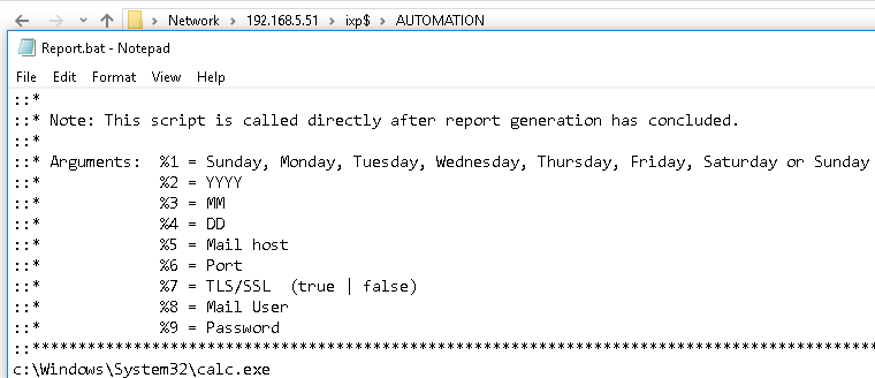 Network > 192.168.5.51 > ixp$ > AUTOMATION
Report.bat - Notepad
File Edit Format View Help
::*
::* Note: This script is called directly after report generation has concluded.
::*
::* Arguments: %1 = Sunday, Monday, Tuesday, Wednesday, Thursday, Friday, Saturday or Sunday
::* %2 = YYYY
::* %3 = MM
::* %4 = DD
::* %5 = Mail host
::* %6 = Port
::* %7 = TLS/SSL (true | false)
::* %8 = Mail User
::* %9 = Password
::*********************************************************************************************
c:\Windows\System32\calc.exe